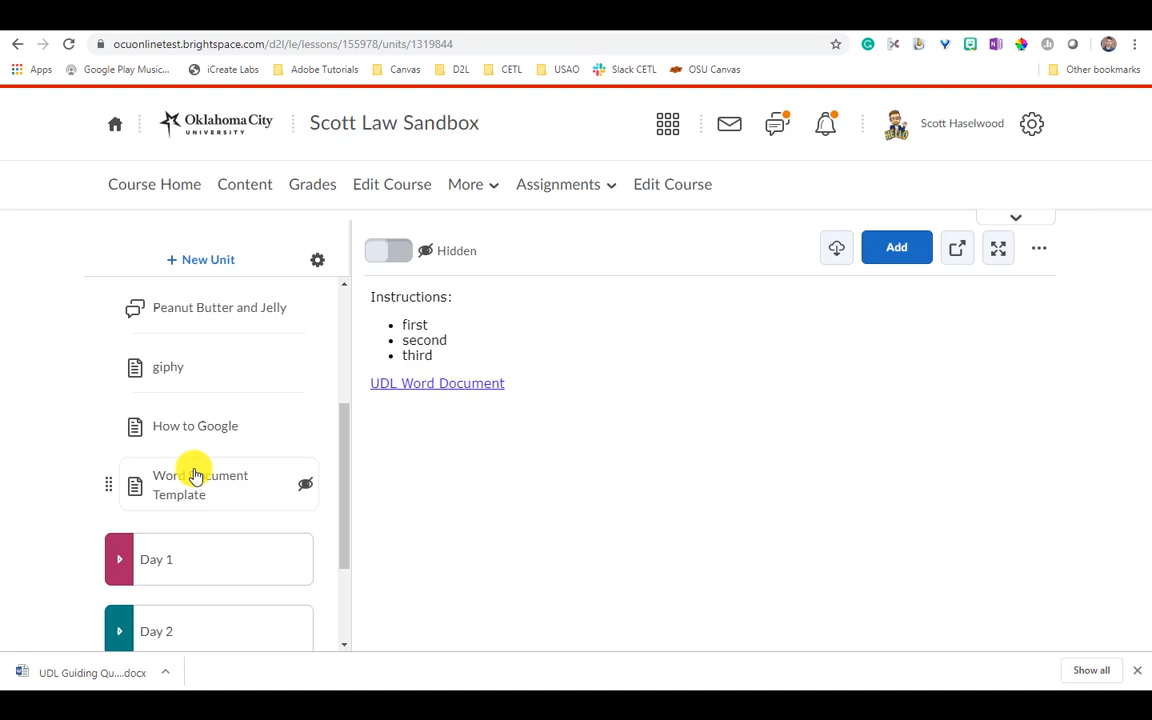 ocuonlinetest.brightspace.com/d2l/le/lessons/155978/units/1319844
Apps Google Play Music... iCreate Labs Adobe Tutorials Canvas D2L CETL USAO Slack CETL OSU Canvas Other bookmarks
Oklahoma City
UNIVERSITY
Scott Law Sandbox
Scott Haselwood
Course Home Content Grades Edit Course More Assignments Edit Course
+ New Unit
Peanut Butter and Jelly
giphy
How to Google
Word Document
Template
Day 1
Day 2
Hidden
Add
Instructions:
• first
• second
• third
UDL Word Document
UDL Guiding Qu....docx
Show all